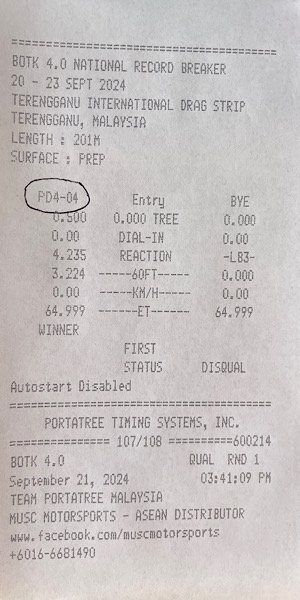 ==================================
BOTK 4.0 NATIONAL RECORD BREAKER
20 - 23 SEPT 2024
TERENGGANU INTERNATIONAL DRAG STRIP
TERENGGANU, MALAYSIA
LENGTH : 201M
SURFACE : PREP
PD4-04 Entry BYE
0.500 0.000 TREE 0.000
0.00 DIAL-IN 0.00
4.235 REACTION -LB3-
3.224 -----60FT------ 0.000
0.00 -----KM/H------ 0.00
64.999 ------ET------- 64.999
WINNER
FIRST
STATUS DISQUAL
Autostart Disabled
==================================
PORTATREE TIMING SYSTEMS, INC.
============== 107/108 ==========600214
BOTK 4.0 QUAL RND 1
September 21, 2024 03:41:09 PM
TEAM PORTATREE MALAYSIA
MUSC MOTORSPORTS - ASEAN DISTRIBUTOR
www.facebook.com/muscmotorsports
+6016-6681490